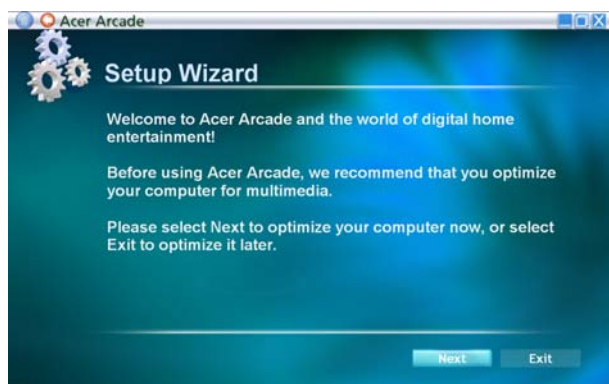 Acer Arcade
Setup Wizard
Welcome to Acer Arcade and the world of digital home
entertainment!
Before using Acer Arcade, we recommend that you optimize
your computer for multimedia.
Please select Next to optimize your computer now, or select
Exit to optimize it later.
Next Exit